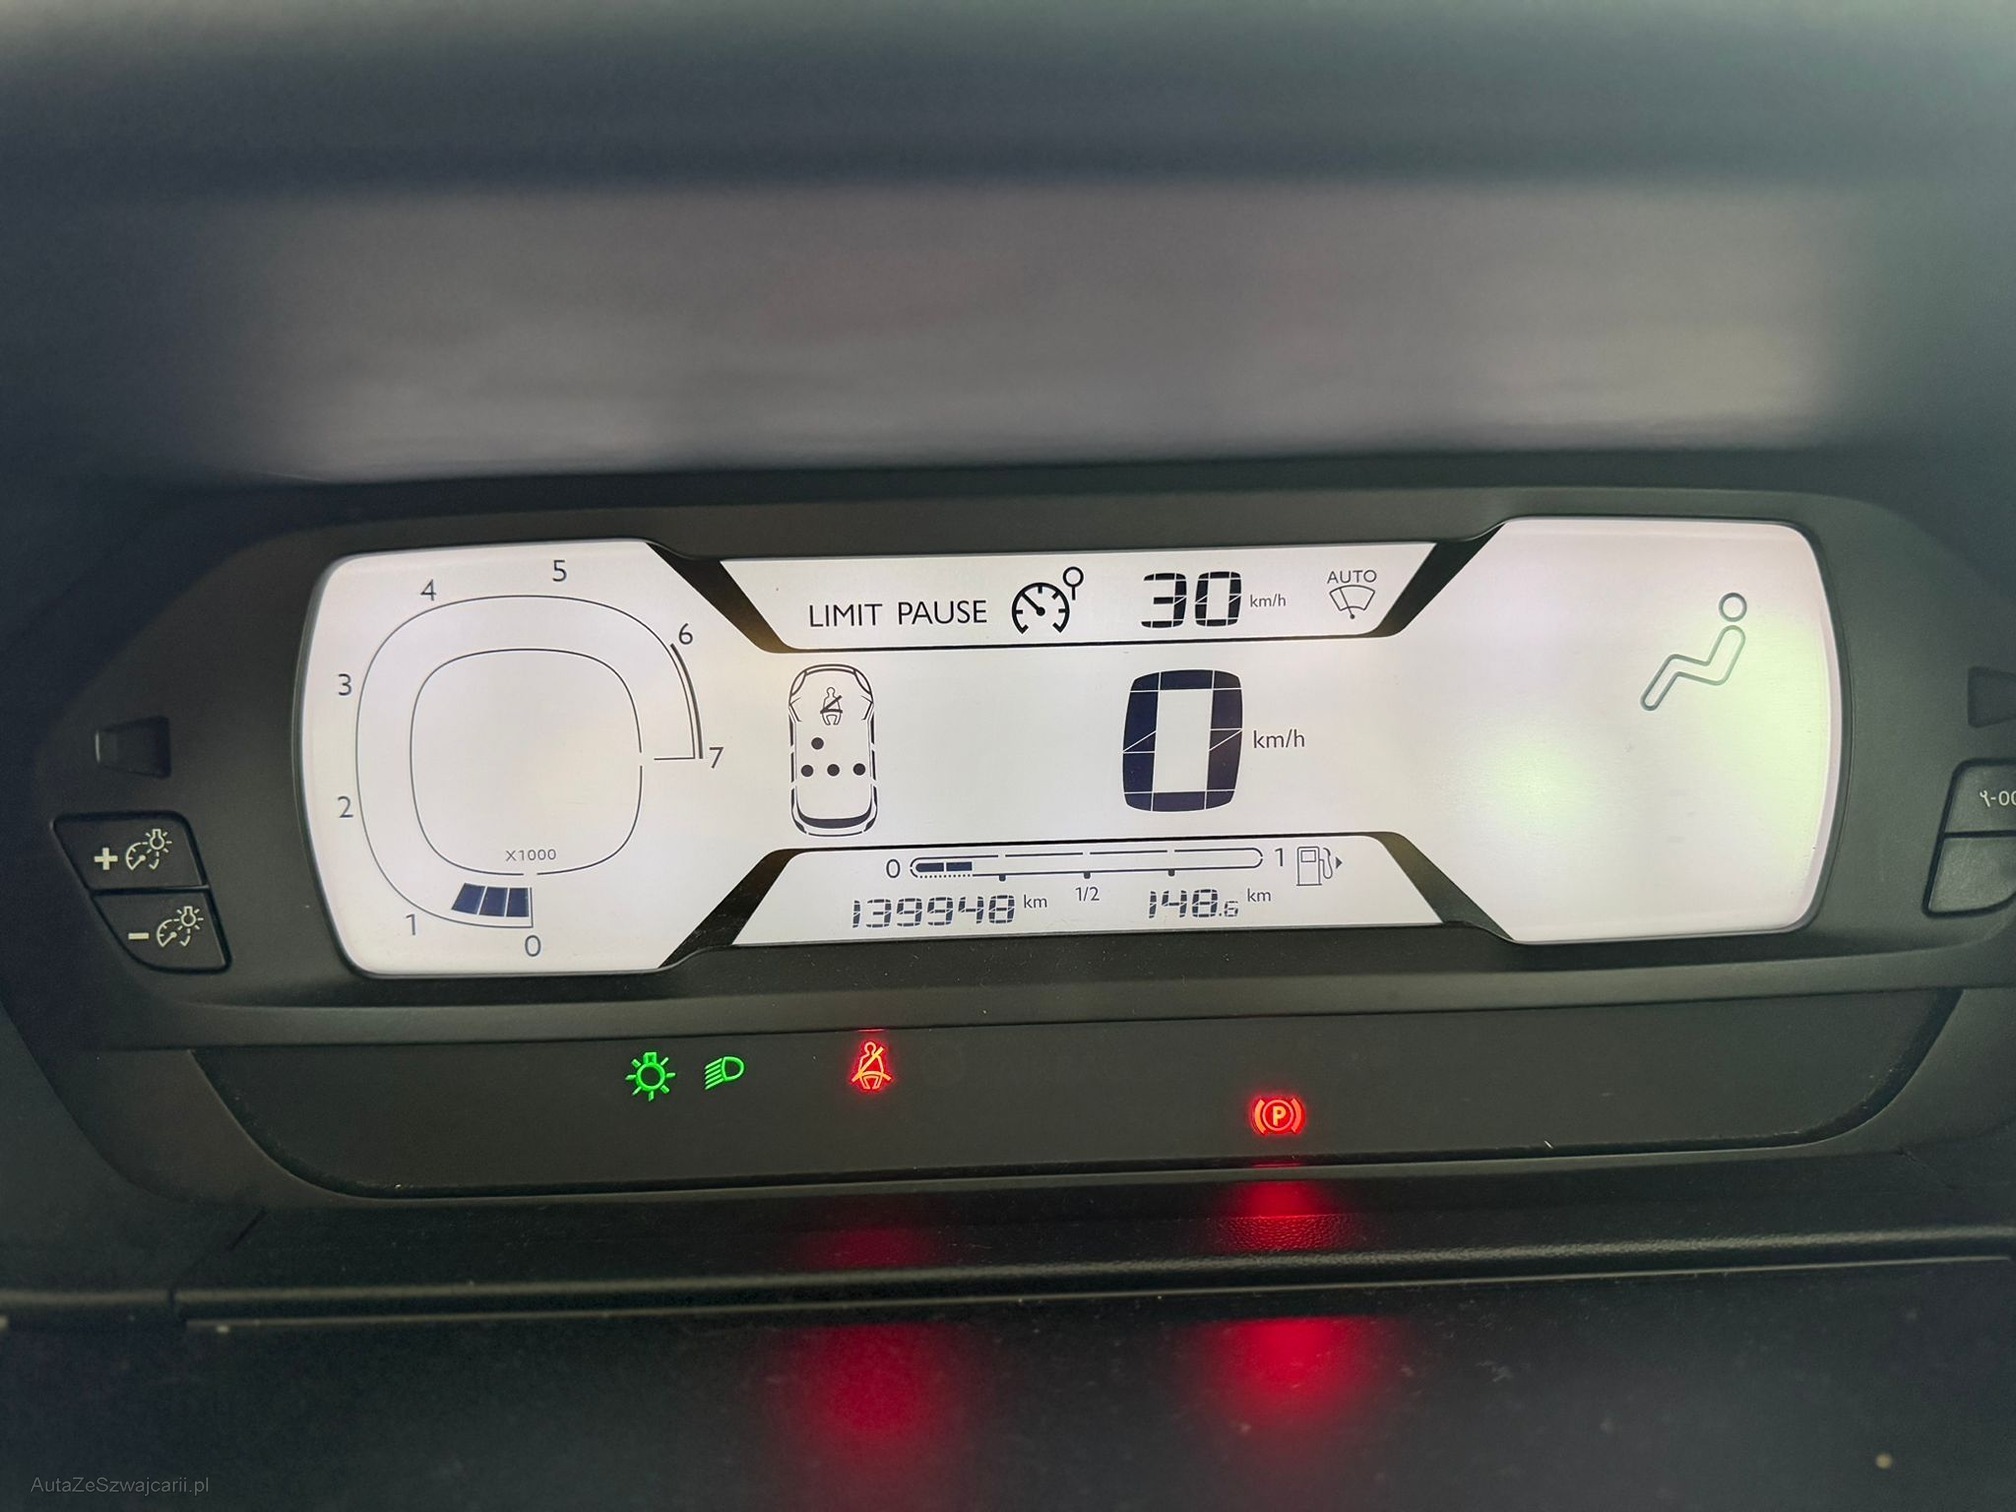 5
4
6
3
7
2
X1000
1
0
LIMIT PAUSE 30 km/h AUTO
0 km/h
0 1
139948 km 1/2 148.6 km
+
-
P
AutaZeSzwajcarii.pl